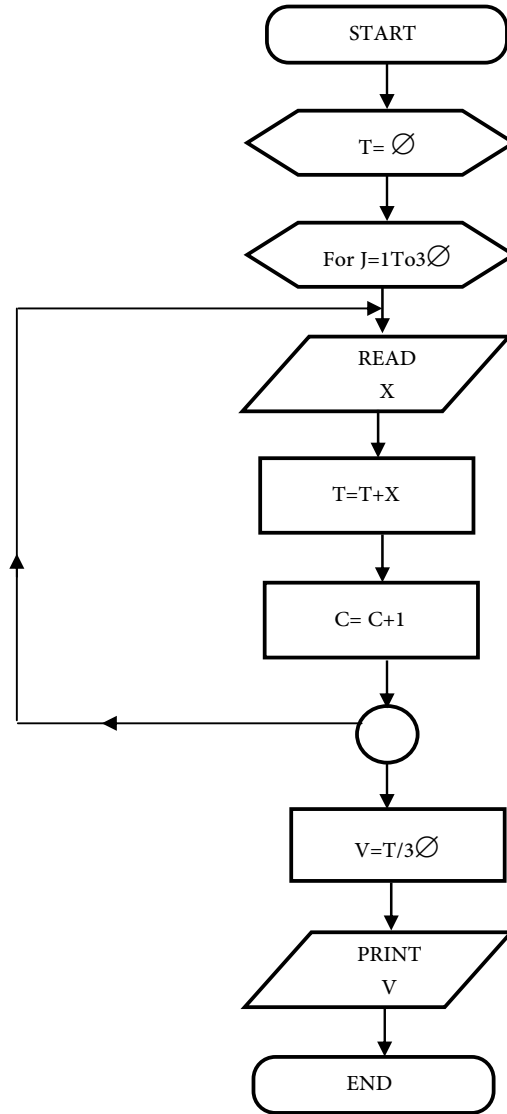 START
T= ∅
For J=1To3∅
READ
X
T=T+X
C= C+1
V=T/3∅
PRINT
V
END